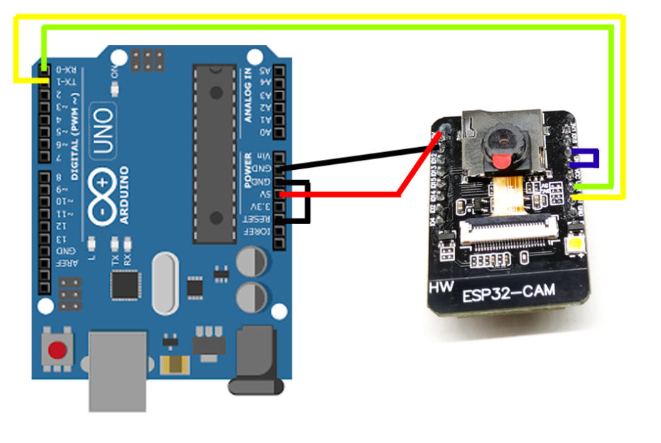 RX-0
TX-1
2
~3
4
~5
~6
7
8
~9
~10
~11
12
13
GND
AREF
DIGITAL (PWM ~)
ON
UNO
ARDUINO
L
TX
RX
ANALOG IN
A5
A4
A3
A2
A1
A0
POWER
Vin
GND
GND
5V
3.3V
RESET
IOREF
HW
ESP32-CAM